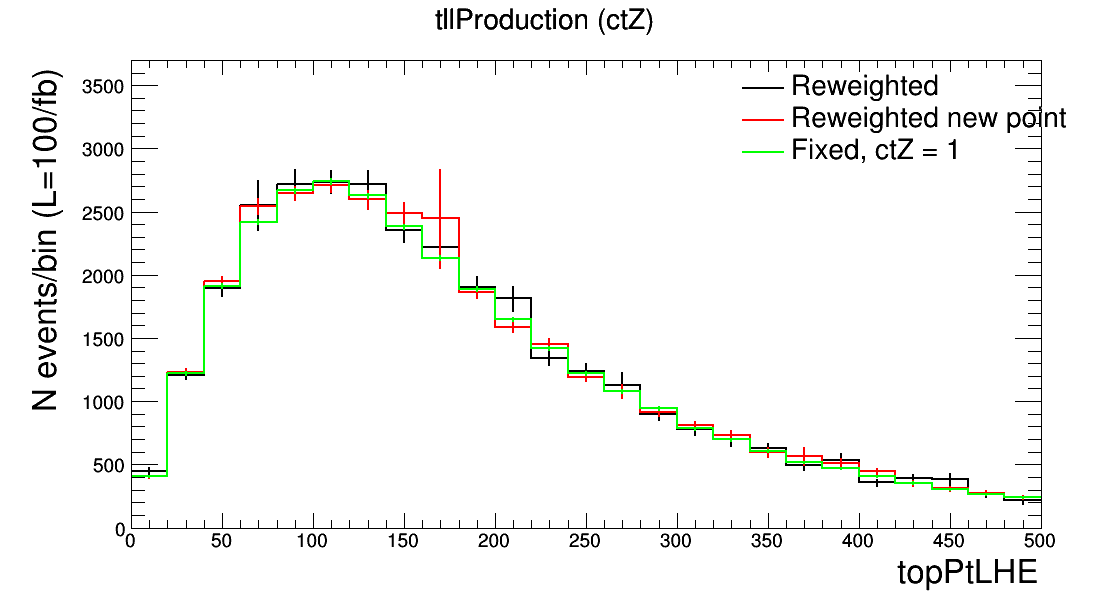 tllProduction (ctZ)
N events/bin (L=100/fb)
3500
3000
2500
2000
1500
1000
500
0
Reweighted
Reweighted new point
Fixed, ctZ = 1
0 50 100 150 200 250 300 350 400 450 500
topPtLHE